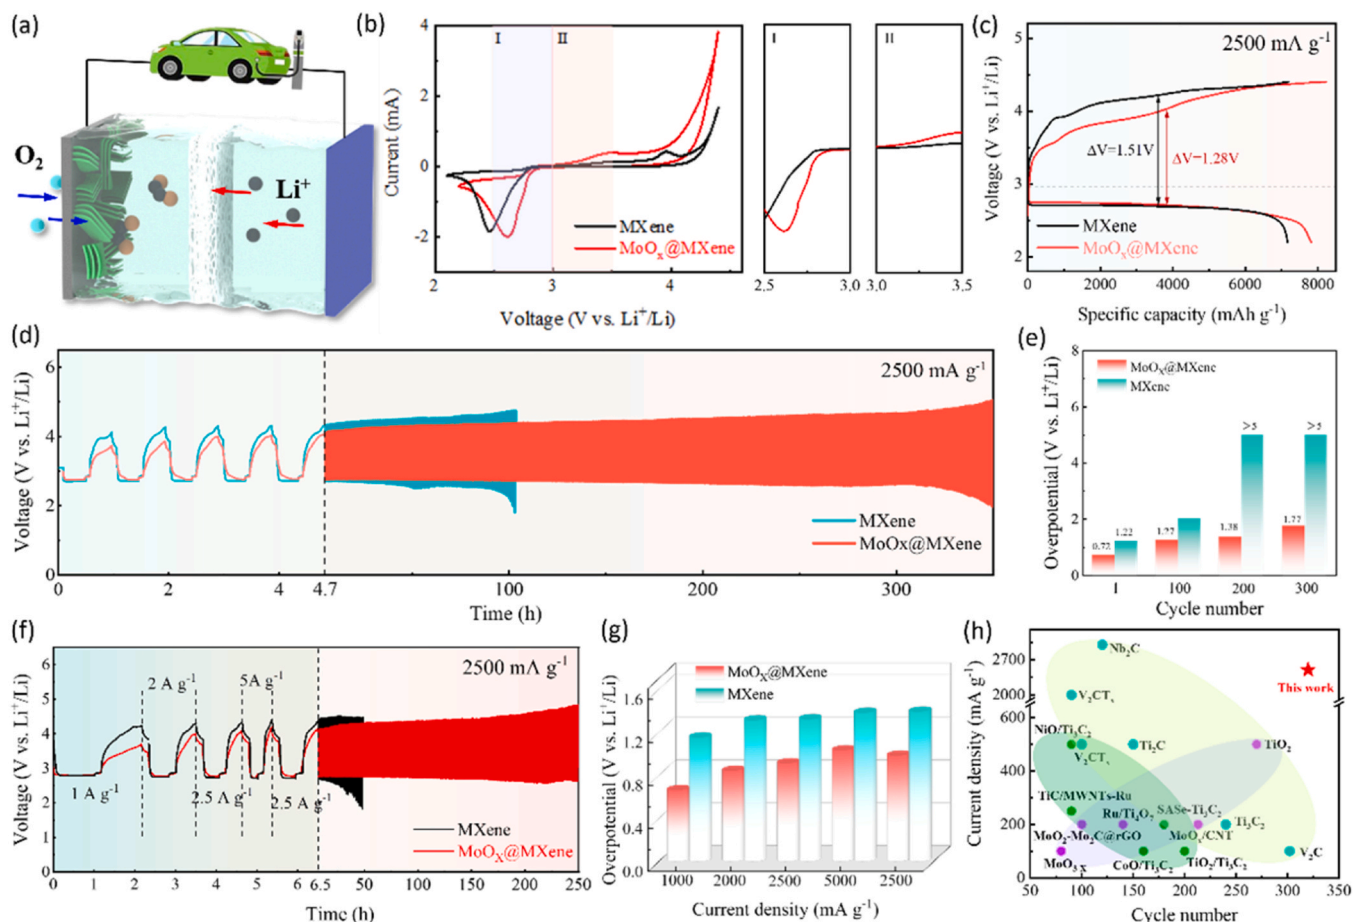 (a)
O2
Li+
(b)
Current (mA)
4
2
0
-2
I
II
MXene
MoOx@MXene
2
3
4
Voltage (V vs. Li+/Li)
I
2.5
3.0
II
3.0
3.5
(c)
Voltage (V vs. Li+/Li)
5
4
3
2
2500 mA g-1
ΔV=1.51V
ΔV=1.28V
MXene
MoOx@MXene
0
2000
4000
6000
8000
Specific capacity (mAh g-1)
(d)
Voltage (V vs. Li+/Li)
6
4
2
0
2500 mA g-1
MXene
MoOx@MXene
0
2
4
4.7
100
200
300
Time (h)
(e)
Overpotential (V vs. Li+/Li)
8
6
4
2
0
MoOx@MXene
MXene
0.72
1.22
1.27
1.38
>5
1.77
>5
1
100
200
300
Cycle number
(f)
Voltage (V vs. Li+/Li)
6
5
4
3
2
1
0
2500 mA g-1
2 A g-1
5A g-1
1 A g-1
2.5 A g-1
2.5 A g-1
MXene
MoOX@MXene
0
1
2
3
4
5
6
6.5
50
100
150
200
250
Time (h)
(g)
Overpotential (V vs. Li+/Li)
1.6
1.2
0.8
0.4
0.0
MoOX@MXene
MXene
1000
2000
2500
5000
2500
Current density (mA g-1)
(h)
Current density (mA g-1)
2700
2000
600
500
400
300
200
100
0
Nb2C
This work
V2CTx
NiO/Ti3C2
V2CTx
Ti2C
TiO2
TiC/MWNTs-Ru
Ru/Ti4O7
SASe-Ti3C2
MoO2-Mo2C@rGO
MoOx/CNT
Ti3C2
MoO3-X
CoO/Ti3C2
TiO2/Ti3C2
V2C
50
100
150
200
250
300
350
Cycle number